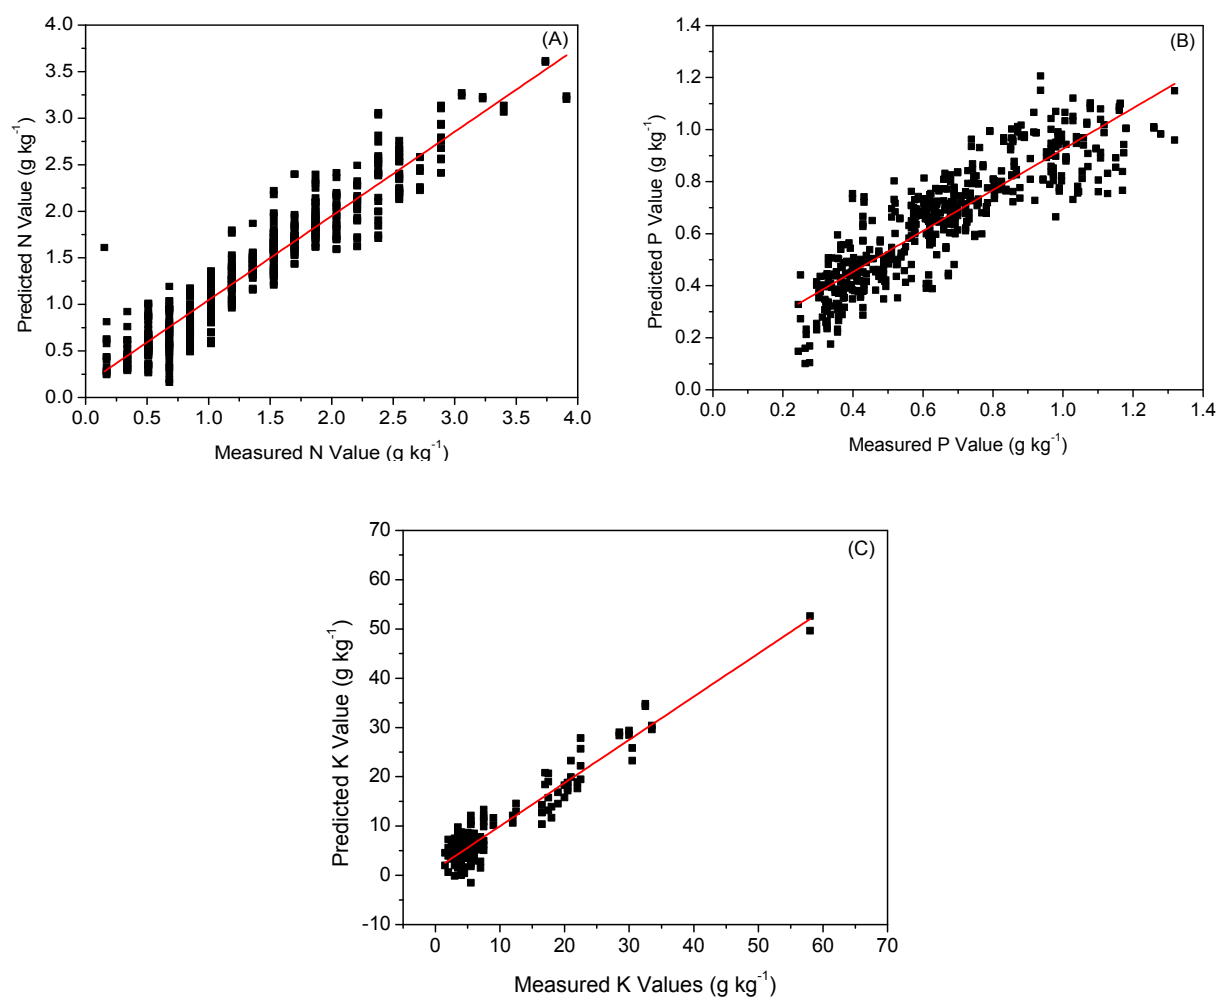 (A)
Predicted N Value (g kg-1)
4.0
3.5
3.0
2.5
2.0
1.5
1.0
0.5
0.0
0.0 0.5 1.0 1.5 2.0 2.5 3.0 3.5 4.0
Measured N Value (g kg-1)
(B)
Predicted P Value (g kg-1)
1.4
1.2
1.0
0.8
0.6
0.4
0.2
0.0
0.0 0.2 0.4 0.6 0.8 1.0 1.2 1.4
Measured P Value (g kg-1)
(C)
Predicted K Value (g kg-1)
70
60
50
40
30
20
10
0
-10
0 10 20 30 40 50 60 70
Measured K Values (g kg-1)